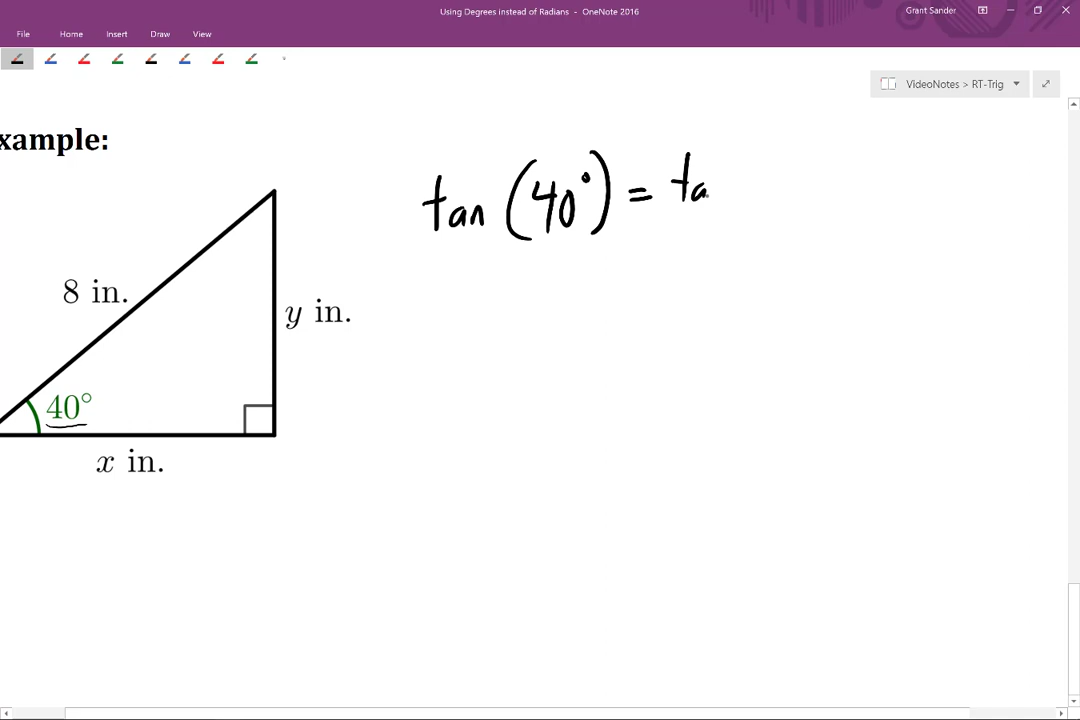 Using Degrees instead of Radians - OneNote 2016
Grant Sander
File Home Insert Draw View
VideoNotes > RT-Trig
xample:
tan (40°) = ta
8 in.
y in.
40°
x in.